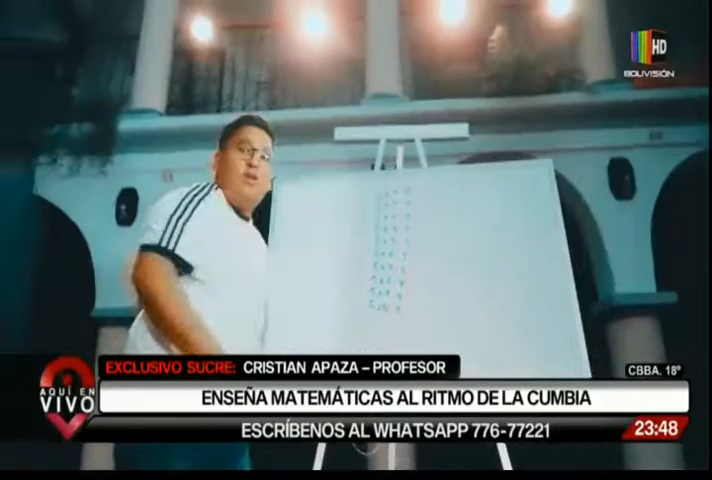 HD
BOLIVISIÓN
EXCLUSIVO SUCRE: CRISTIAN APAZA – PROFESOR
CBBA. 18°
AQUÍ EN
VIVO
ENSEÑA MATEMÁTICAS AL RITMO DE LA CUMBIA
ESCRÍBENOS AL WHATSAPP 776-77221
23:48